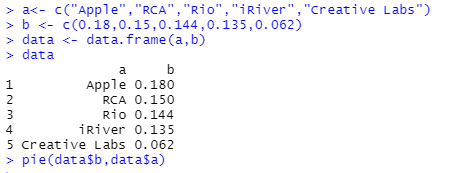 > a<- c("Apple","RCA","Rio","iRiver","Creative Labs")
> b <- c(0.18,0.15,0.144,0.135,0.062)
> data <- data.frame(a,b)
> data
              a     b
1         Apple 0.180
2           RCA 0.150
3           Rio 0.144
4        iRiver 0.135
5 Creative Labs 0.062
> pie(data$b,data$a)